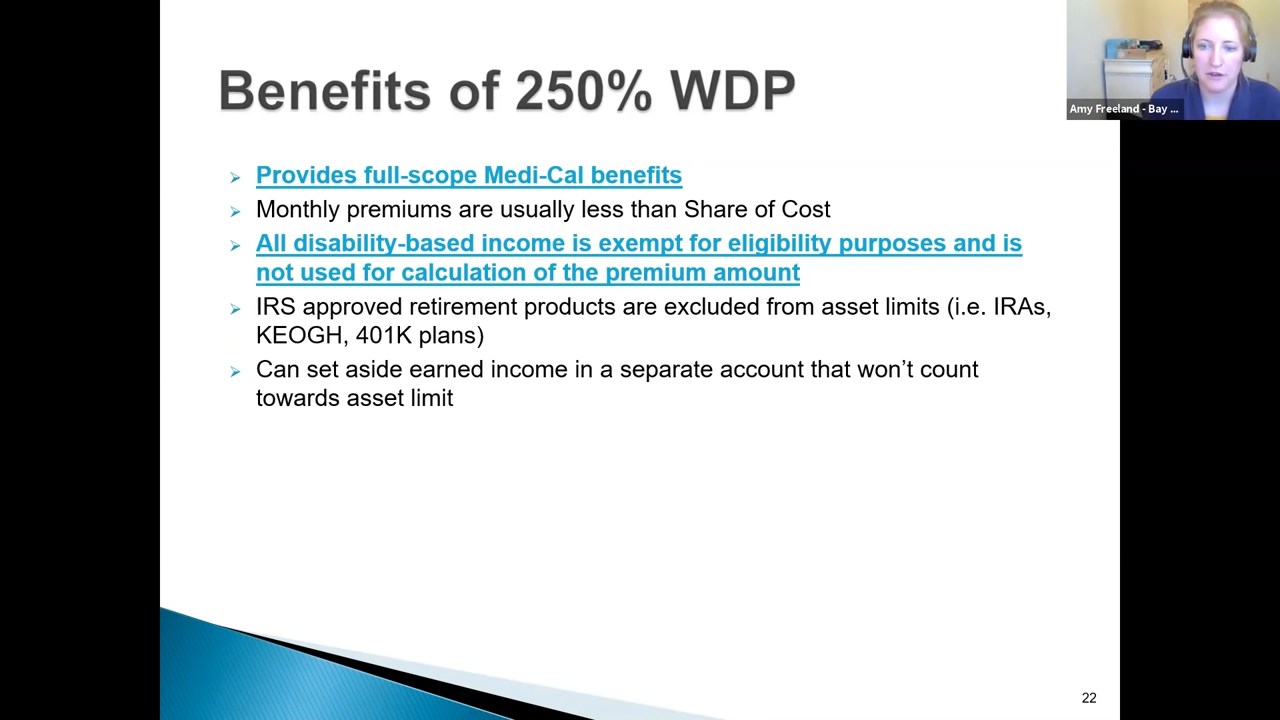 Benefits of 250% WDP
Amy Freeland - Bay ...
Provides full-scope Medi-Cal benefits
Monthly premiums are usually less than Share of Cost
All disability-based income is exempt for eligibility purposes and is
not used for calculation of the premium amount
IRS approved retirement products are excluded from asset limits (i.e. IRAs,
KEOGH, 401K plans)
Can set aside earned income in a separate account that won’t count
towards asset limit
22